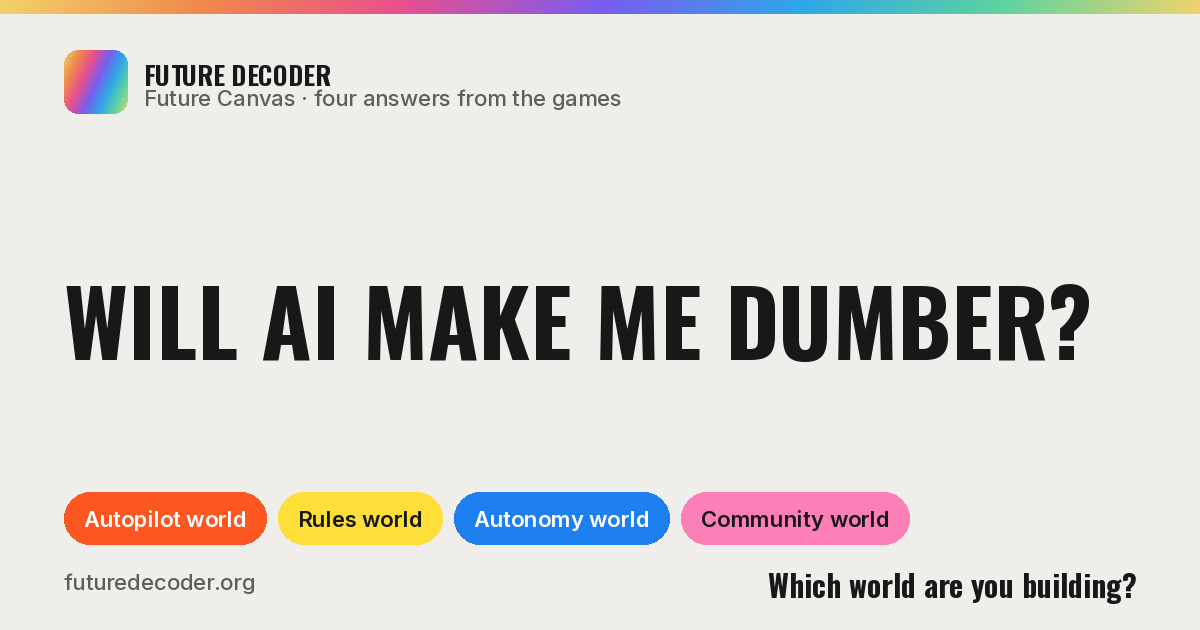 FUTURE DECODER
Future Canvas · four answers from the games
WILL AI MAKE ME DUMBER?
Autopilot world Rules world Autonomy world Community world
futuredecoder.org
Which world are you building?